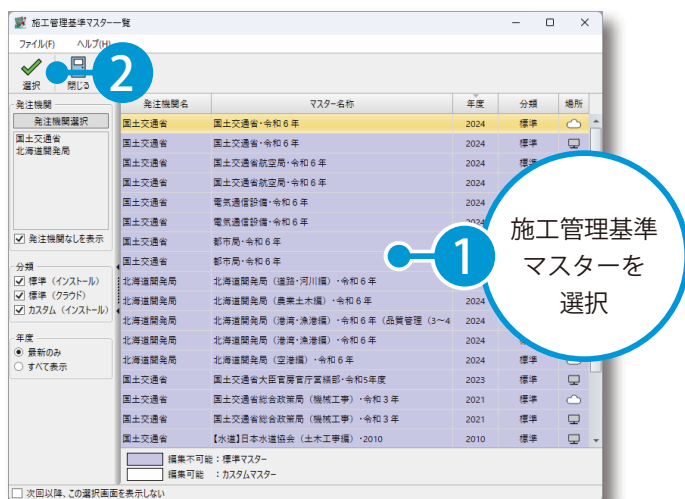 施工管理基準マスター一覧
ファイル(F) ヘルプ(H)
選択 閉じる
2
発注機関
発注機関選択
国土交通省
北海道開発局
発注機関なしを表示
分類
標準（インストール）
標準（クラウド）
カスタム（インストール）
年度
最新のみ
すべて表示
発注機関名 マスター名称 年度 分類 場所
国土交通省 国土交通省・令和６年 2024 標準
国土交通省 国土交通省・令和６年 2024 標準
国土交通省 国土交通省航空局・令和６年 2024 標準
国土交通省 国土交通省航空局・令和６年 2024
国土交通省 電気通信設備・令和６年 2024
国土交通省 電気通信設備・令和６年 2024
国土交通省 都市局・令和６年
国土交通省 都市局・令和６年
北海道開発局 北海道開発局（道路・河川編）・令和６年
北海道開発局 北海道開発局（農業土木編）・令和６年 2024
北海道開発局 北海道開発局（港湾・漁港編）・令和６年（品質管理（3～4 2024
北海道開発局 北海道開発局（港湾・漁港編）・令和６年 2024
北海道開発局 北海道開発局（空港編）・令和６年 2024 標準
国土交通省 国土交通省大臣官房官庁営繕部・令和5年度 2023 標準
国土交通省 国土交通省総合政策局（機械工事）・令和３年 2021 標準
国土交通省 国土交通省総合政策局（機械工事）・令和３年 2021 標準
国土交通省 【水道】日本水道協会（土木工事編）・2010 2010 標準
編集不可能：標準マスター
編集可能 ：カスタムマスター
次回以降、この選択画面を表示しない
1
施工管理基準
マスターを
選択